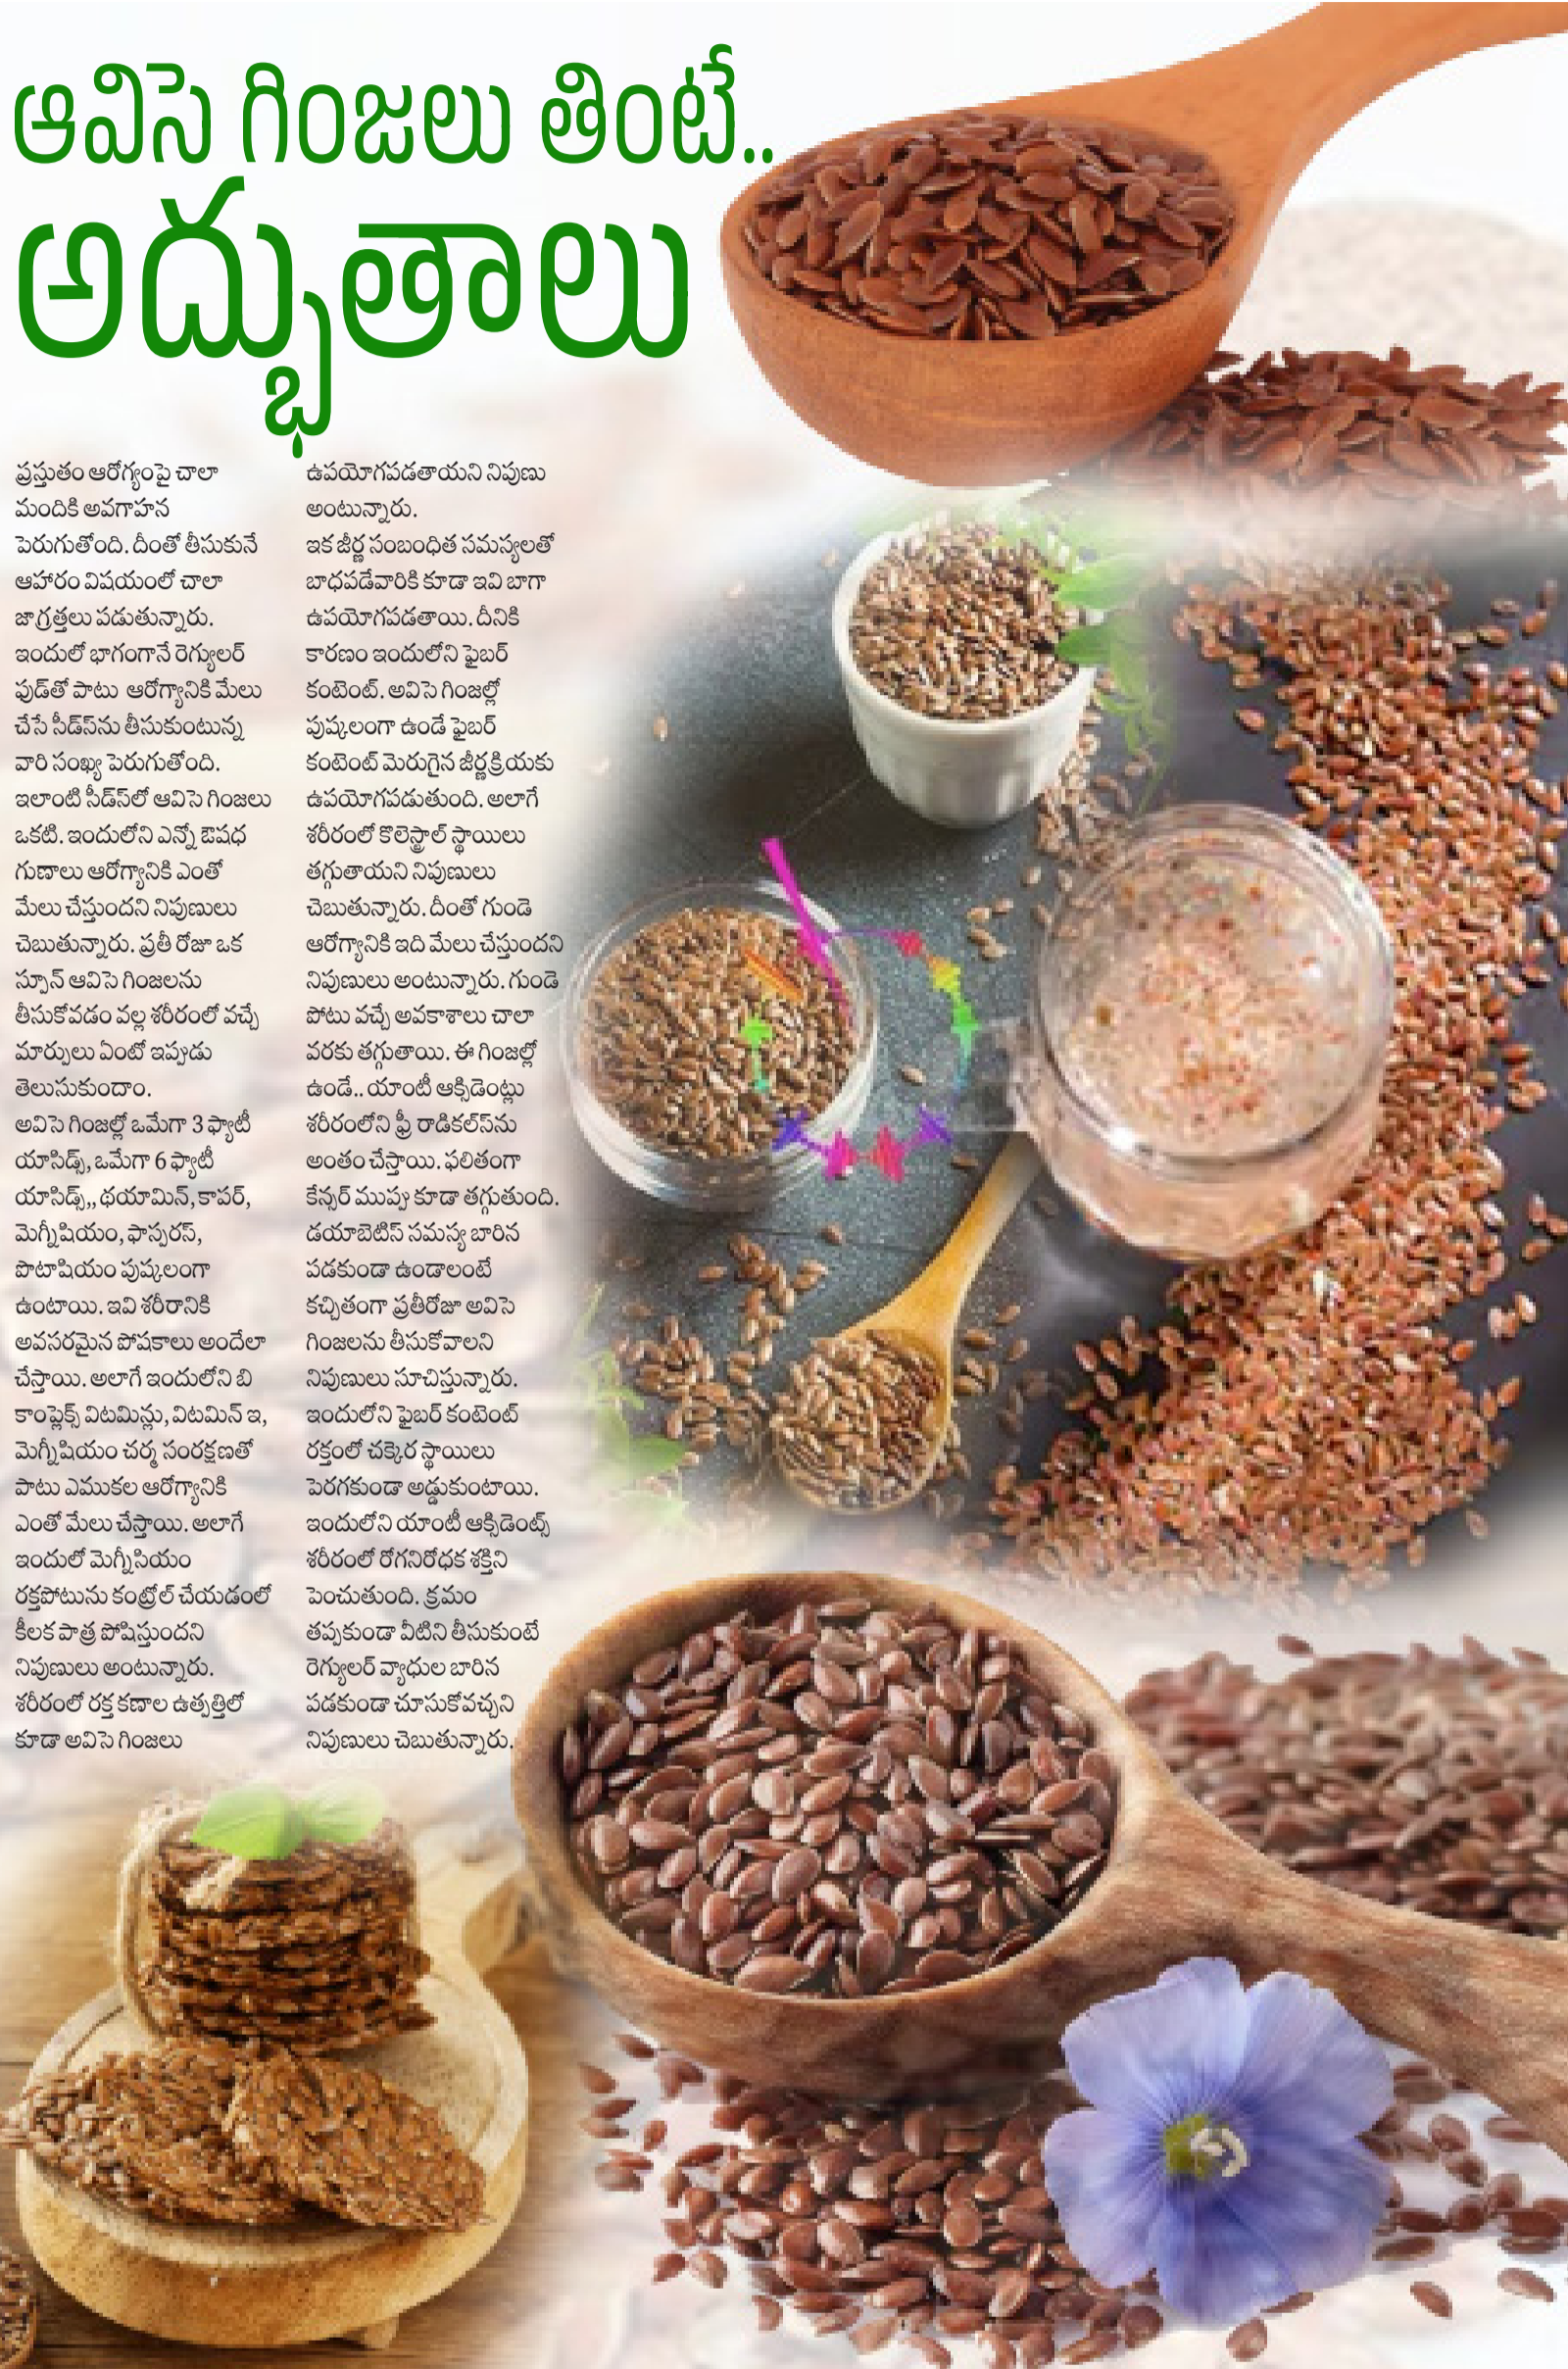 ఆవిసె గింజలు తింటే..
అద్భుతాలు
ప్రస్తుతం ఆరోగ్యంపై చాలా
మందికి అవగాహన
పెరుగుతోంది. దీంతో తీసుకునే
ఆహారం విషయంలో చాలా
జాగ్రత్తలు పడుతున్నారు.
ఇందులో భాగంగానే రెగ్యులర్
ఫుడ్‌తో పాటు ఆరోగ్యానికి మేలు
చేసే సీడ్స్‌ను తీసుకుంటున్న
వారి సంఖ్య పెరుగుతోంది.
ఇలాంటి సీడ్స్‌లో ఆవిసె గింజలు
ఒకటి. ఇందులోని ఎన్నో ఔషధ
గుణాలు ఆరోగ్యానికి ఎంతో
మేలు చేస్తుందని నిపుణులు
చెబుతున్నారు. ప్రతీ రోజూ ఒక
స్పూన్ ఆవిసె గింజలను
తీసుకోవడం వల్ల శరీరంలో వచ్చే
మార్పులు ఏంటో ఇప్పుడు
తెలుసుకుందాం.
అవిసె గింజల్లో ఒమేగా 3 ఫ్యాటీ
యాసిడ్స్, ఒమేగా 6 ఫ్యాటీ
యాసిడ్స్,, థయామిన్, కాపర్,
మెగ్నీషియం, ఫాస్పరస్,
పొటాషియం పుష్కలంగా
ఉంటాయి. ఇవి శరీరానికి
అవసరమైన పోషకాలు అందేలా
చేస్తాయి. అలాగే ఇందులోని బి
కాంప్లెక్స్ విటమిన్లు, విటమిన్ ఇ,
మెగ్నీషియం చర్మ సంరక్షణతో
పాటు ఎముకల ఆరోగ్యానికి
ఎంతో మేలు చేస్తాయి. అలాగే
ఇందులో మెగ్నీసియం
రక్తపోటును కంట్రోల్ చేయడంలో
కీలక పాత్ర పోషిస్తుందని
నిపుణులు అంటున్నారు.
శరీరంలో రక్త కణాల ఉత్పత్తిలో
కూడా అవిసె గింజలు
ఉపయోగపడతాయని నిపుణు
అంటున్నారు.
ఇక జీర్ణ సంబంధిత సమస్యలతో
బాధపడేవారికి కూడా ఇవి బాగా
ఉపయోగపడతాయి. దీనికి
కారణం ఇందులోని ఫైబర్
కంటెంట్. అవిసె గింజల్లో
పుష్కలంగా ఉండే ఫైబర్
కంటెంట్ మెరుగైన జీర్ణక్రియకు
ఉపయోగపడుతుంది. అలాగే
శరీరంలో కొలెస్ట్రాల్ స్థాయిలు
తగ్గుతాయని నిపుణులు
చెబుతున్నారు. దీంతో గుండె
ఆరోగ్యానికి ఇది మేలు చేస్తుందని
నిపుణులు అంటున్నారు. గుండె
పోటు వచ్చే అవకాశాలు చాలా
వరకు తగ్గుతాయి. ఈ గింజల్లో
ఉండే.. యాంటీ ఆక్సిడెంట్లు
శరీరంలోని ఫ్రీ రాడికల్స్‌ను
అంతం చేస్తాయి. ఫలితంగా
కేన్సర్ ముప్పు కూడా తగ్గుతుంది.
డయాబెటిస్ సమస్య బారిన
పడకుండా ఉండాలంటే
కచ్చితంగా ప్రతీరోజూ అవిసె
గింజలను తీసుకోవాలని
నిపుణులు సూచిస్తున్నారు.
ఇందులోని ఫైబర్ కంటెంట్
రక్తంలో చక్కెర స్థాయిలు
పెరగకుండా అడ్డుకుంటాయి.
ఇందులోని యాంటీ ఆక్సిడెంట్స్
శరీరంలో రోగనిరోధక శక్తిని
పెంచుతుంది. క్రమం
తప్పకుండా వీటిని తీసుకుంటే
రెగ్యులర్ వ్యాధుల బారిన
పడకుండా చూసుకోవచ్చని
నిపుణులు చెబుతున్నారు.